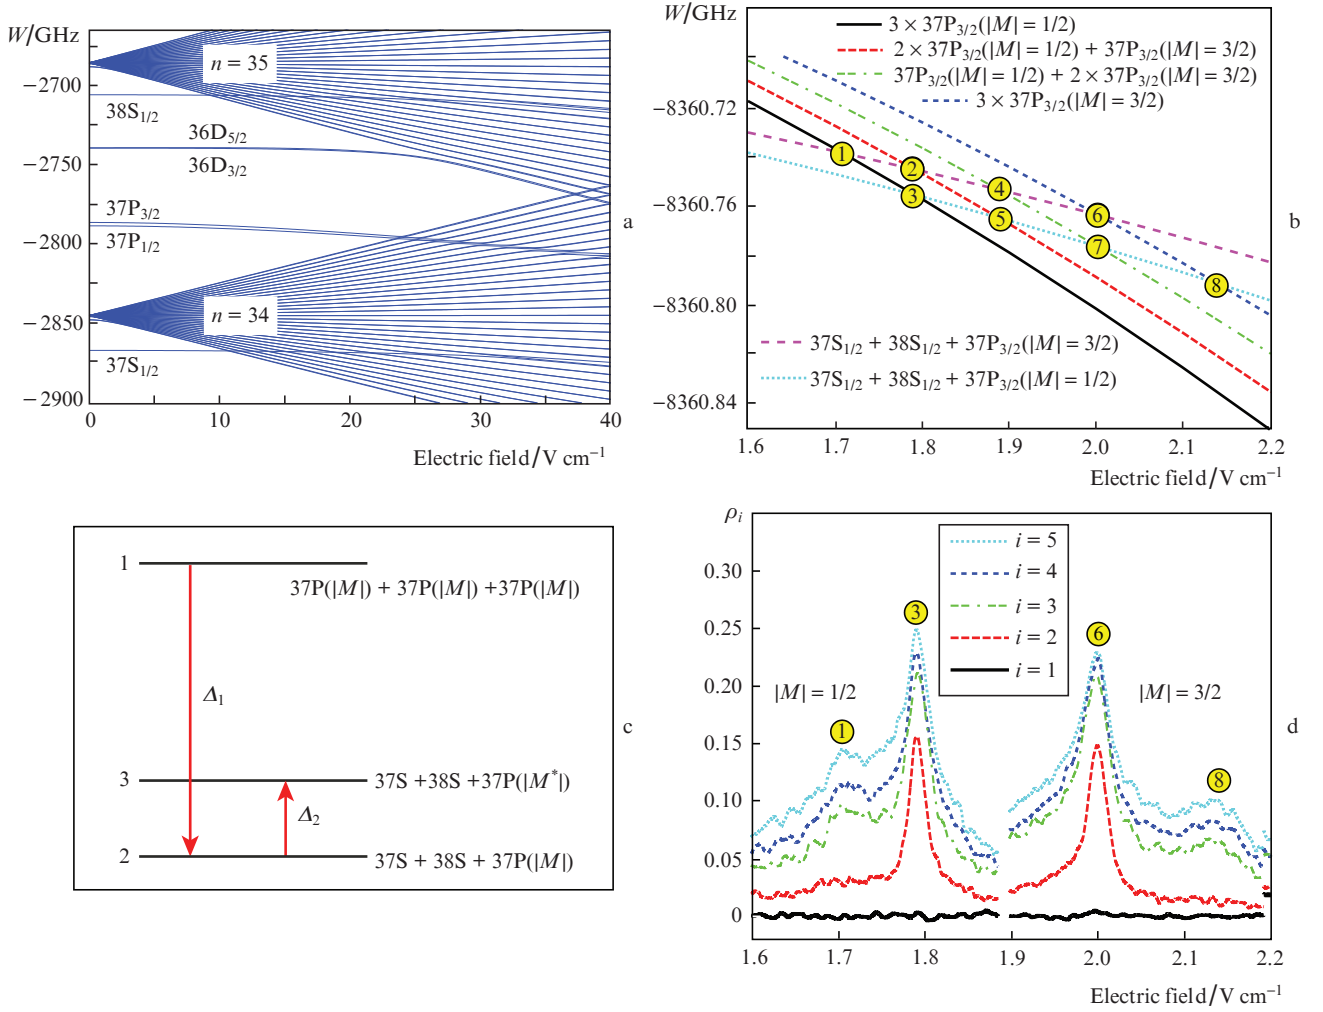 W/GHz
−2700
−2750
−2800
−2850
−2900
n = 35
38S1/2
36D5/2
36D3/2
37P3/2
37P1/2
n = 34
37S1/2
0
10
20
30
40
Electric field/V cm−1
a
W/GHz
3 × 37P3/2(|M| = 1/2)
2 × 37P3/2(|M| = 1/2) + 37P3/2(|M| = 3/2)
37P3/2(|M| = 1/2) + 2 × 37P3/2(|M| = 3/2)
3 × 37P3/2(|M| = 3/2)
−8360.72
−8360.76
−8360.80
−8360.84
1
2
3
4
5
6
7
8
37S1/2 + 38S1/2 + 37P3/2(|M| = 3/2)
37S1/2 + 38S1/2 + 37P3/2(|M| = 1/2)
1.6
1.7
1.8
1.9
2.0
2.1
2.2
Electric field/V cm−1
b
1
37P(|M|) + 37P(|M|) +37P(|M|)
Δ1
3
37S +38S +37P(|M*|)
Δ2
2
37S + 38S + 37P(|M|)
c
ρi
0.30
0.25
0.20
0.15
0.10
0.05
0
i = 5
i = 4
i = 3
i = 2
i = 1
3
6
|M| = 1/2
|M| = 3/2
1
8
1.6
1.7
1.8
1.9
2.0
2.1
2.2
Electric field/V cm−1
d